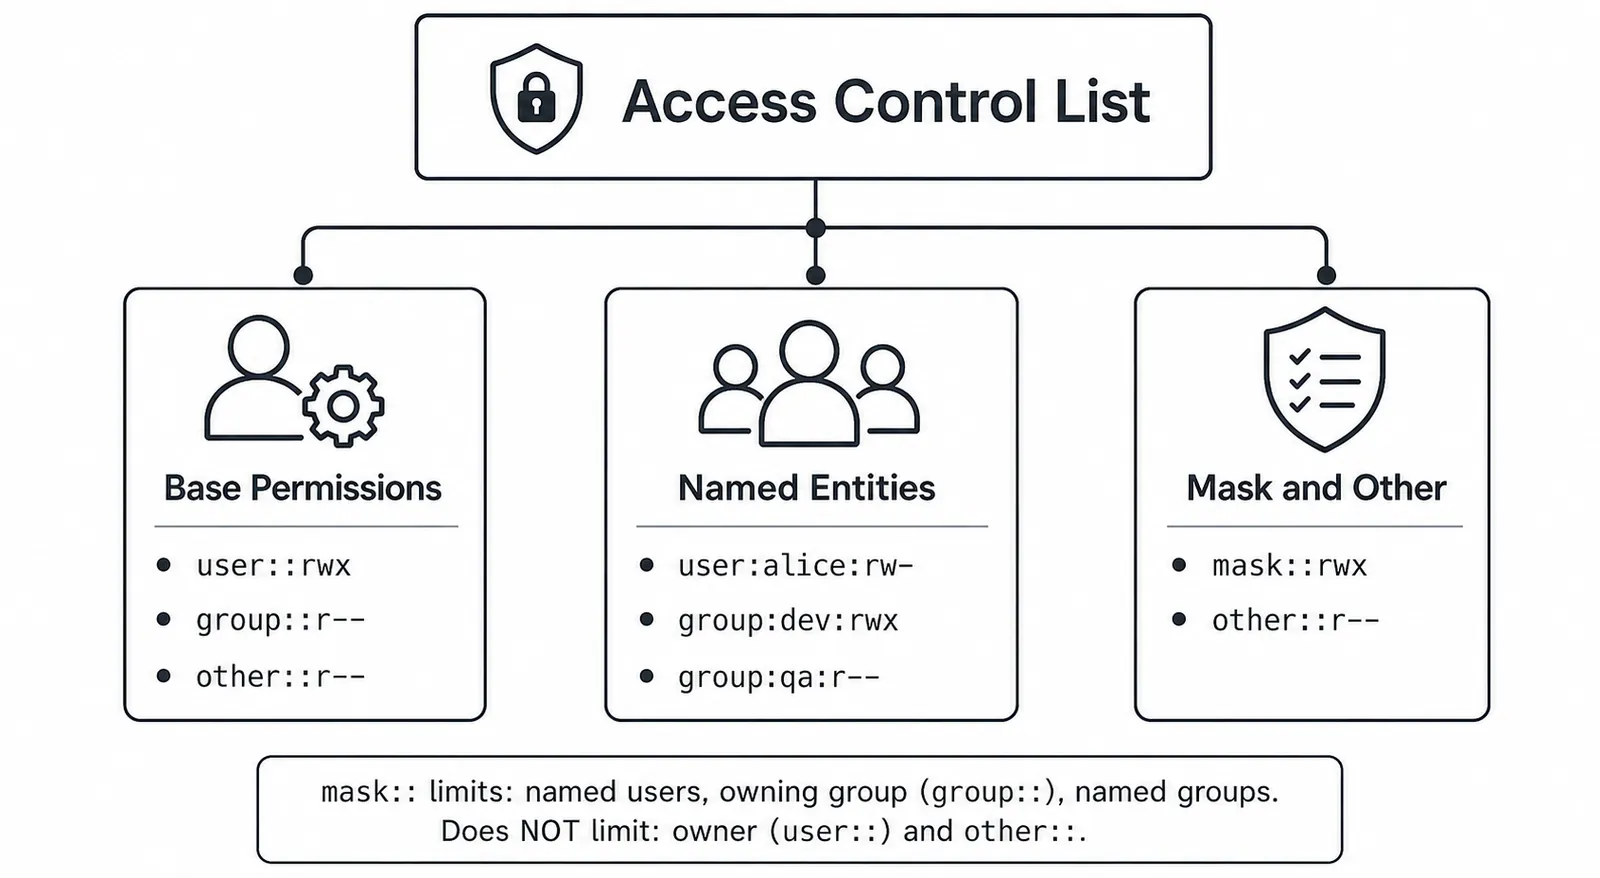 Access Control List
Base Permissions
user::rwx
group::r--
other::r--
Named Entities
user:alice:rw-
group:dev:rwx
group:qa:r--
Mask and Other
mask::rwx
other::r--
mask:: limits: named users, owning group (group::), named groups.
Does NOT limit: owner (user::) and other::.